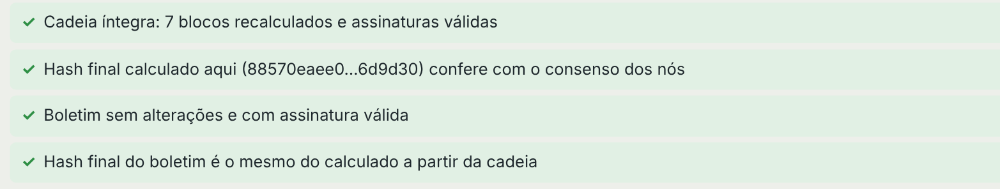 Cadeia íntegra: 7 blocos recalculados e assinaturas válidas
Hash final calculado aqui (88570eaee0…6d9d30) confere com o consenso dos nós
Boletim sem alterações e com assinatura válida
Hash final do boletim é o mesmo do calculado a partir da cadeia